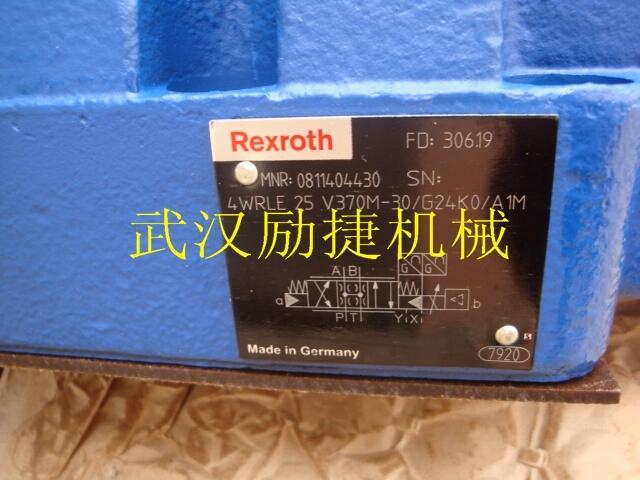 Rexroth FD: 306.19
MNR: 0811404430 SN:
4WRLE 25 V370M-30/G24K0/A1M
武汉励捷机械
A B G G
a b
P T Y X
Made in Germany 7920